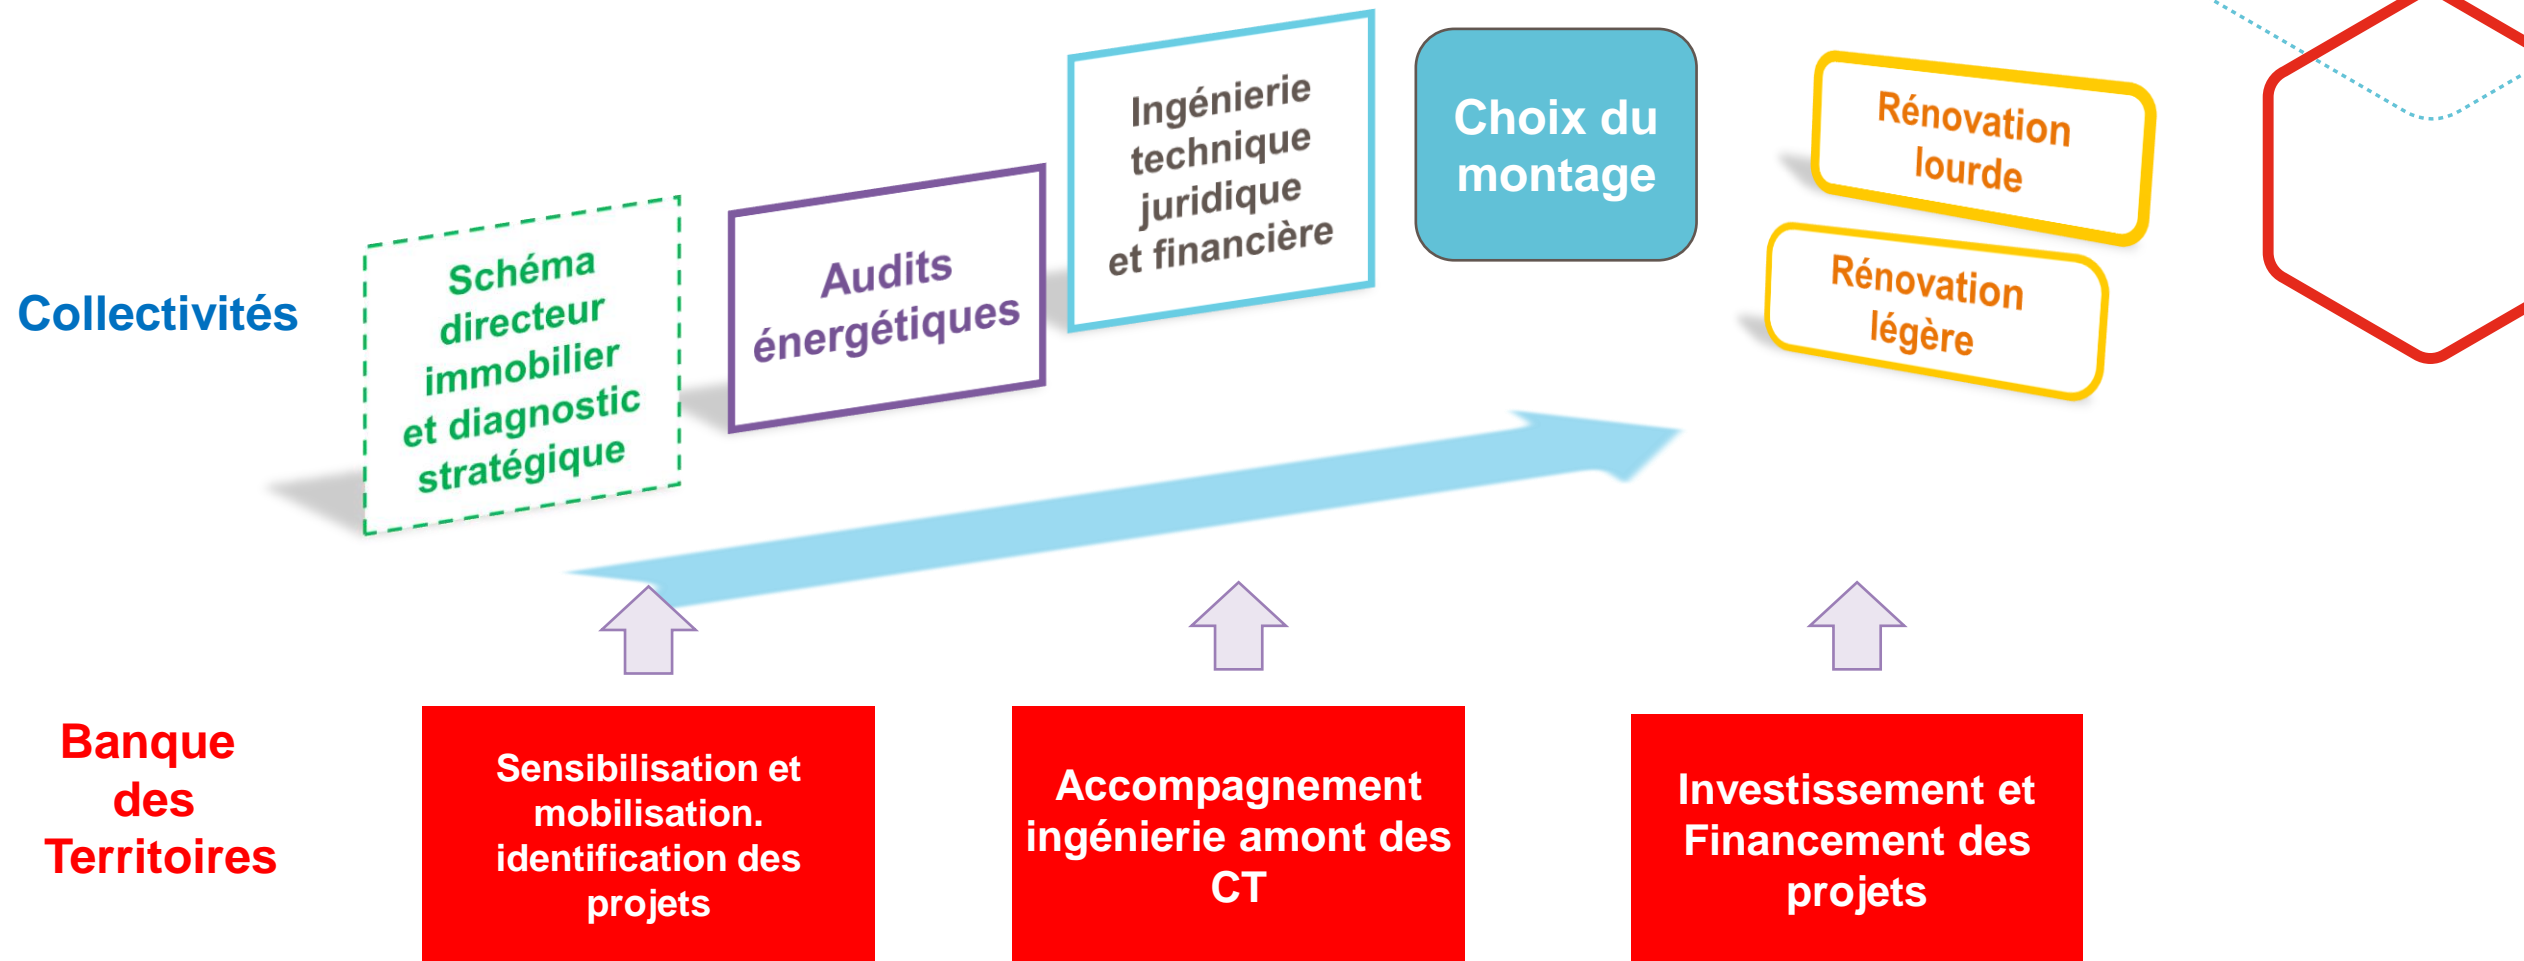 Collectivités
Schéma
directeur
immobilier
et diagnostic
stratégique
Audits
énergétiques
Ingénierie
technique
juridique
et financière
Choix du
montage
Rénovation
lourde
Rénovation
légère
Banque
des
Territoires
Sensibilisation et
mobilisation.
identification des
projets
Accompagnement
ingénierie amont des
CT
Investissement et
Financement des
projets